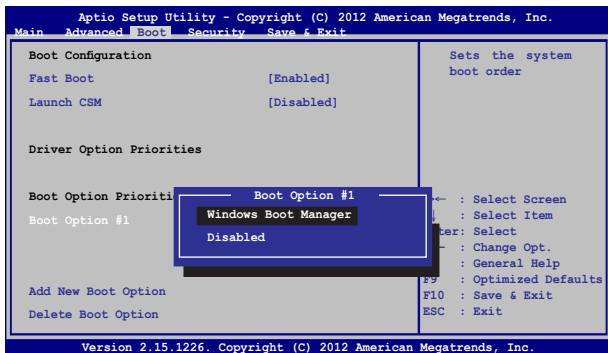 Aptio Setup Utility - Copyright (C) 2012 American Megatrends, Inc.
Main Advanced Boot Security Save & Exit
Boot Configuration
Fast Boot [Enabled]
Launch CSM [Disabled]
Driver Option Priorities
Boot Option Prioriti
Boot Option #1
Add New Boot Option
Delete Boot Option
Boot Option #1
Windows Boot Manager
Disabled
Sets the system
boot order
→← : Select Screen
: Select Item
ter: Select
: Change Opt.
: General Help
F9 : Optimized Defaults
F10 : Save & Exit
ESC : Exit
Version 2.15.1226. Copyright (C) 2012 American Megatrends, Inc.